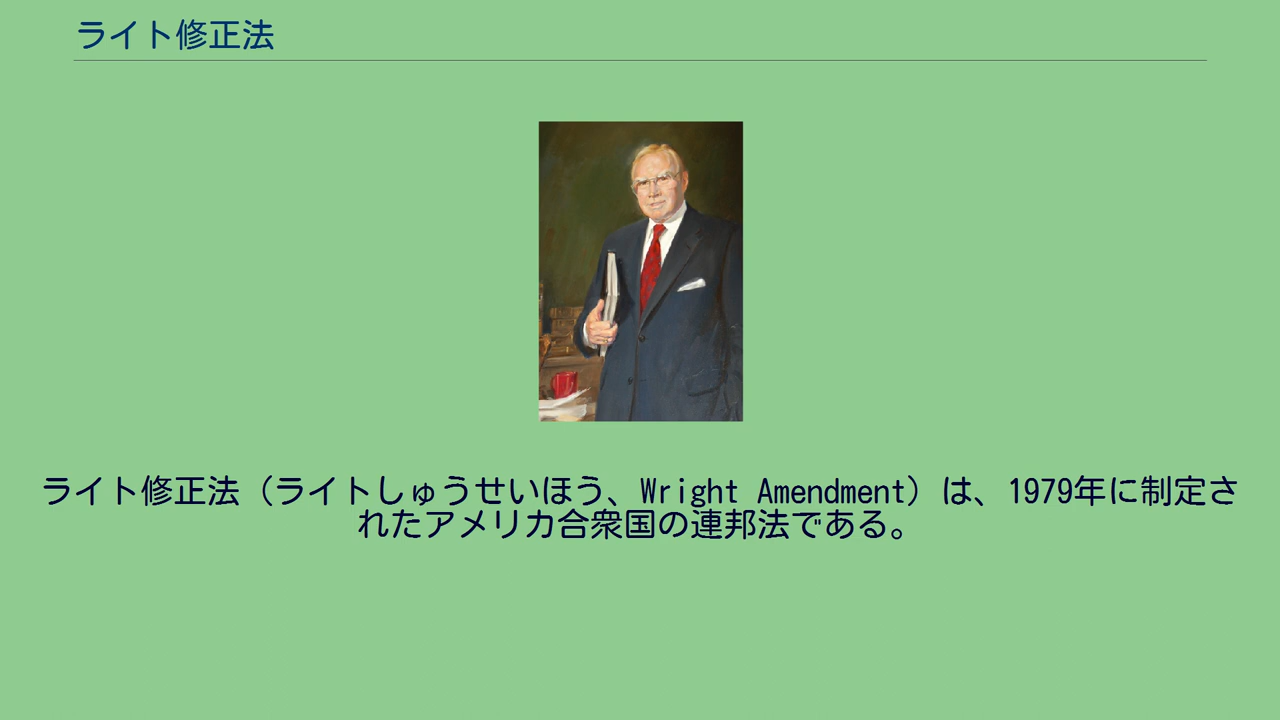 ライト修正法
ライト修正法（ライトしゅうせいほう、Wright Amendment）は、1979年に制定さ
れたアメリカ合衆国の連邦法である。